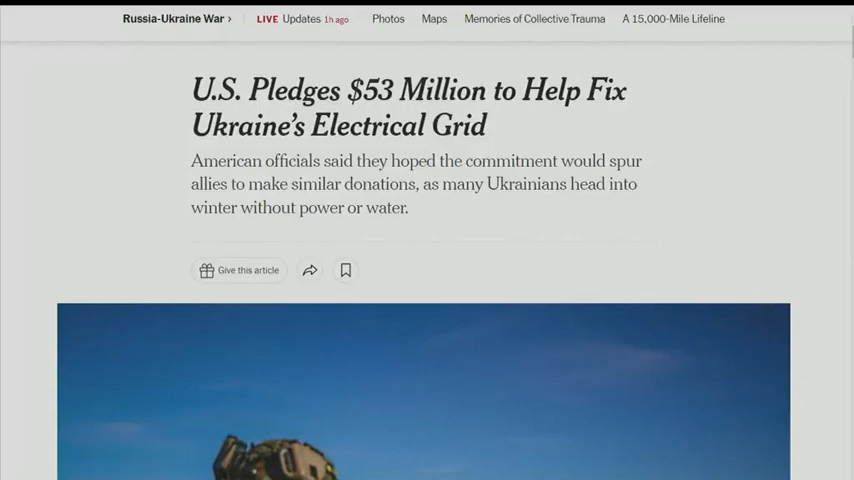 Russia-Ukraine War › LIVE Updates 1h ago Photos Maps Memories of Collective Trauma A 15,000-Mile Lifeline
U.S. Pledges $53 Million to Help Fix
Ukraine's Electrical Grid
American officials said they hoped the commitment would spur
allies to make similar donations, as many Ukrainians head into
winter without power or water.
Give this article